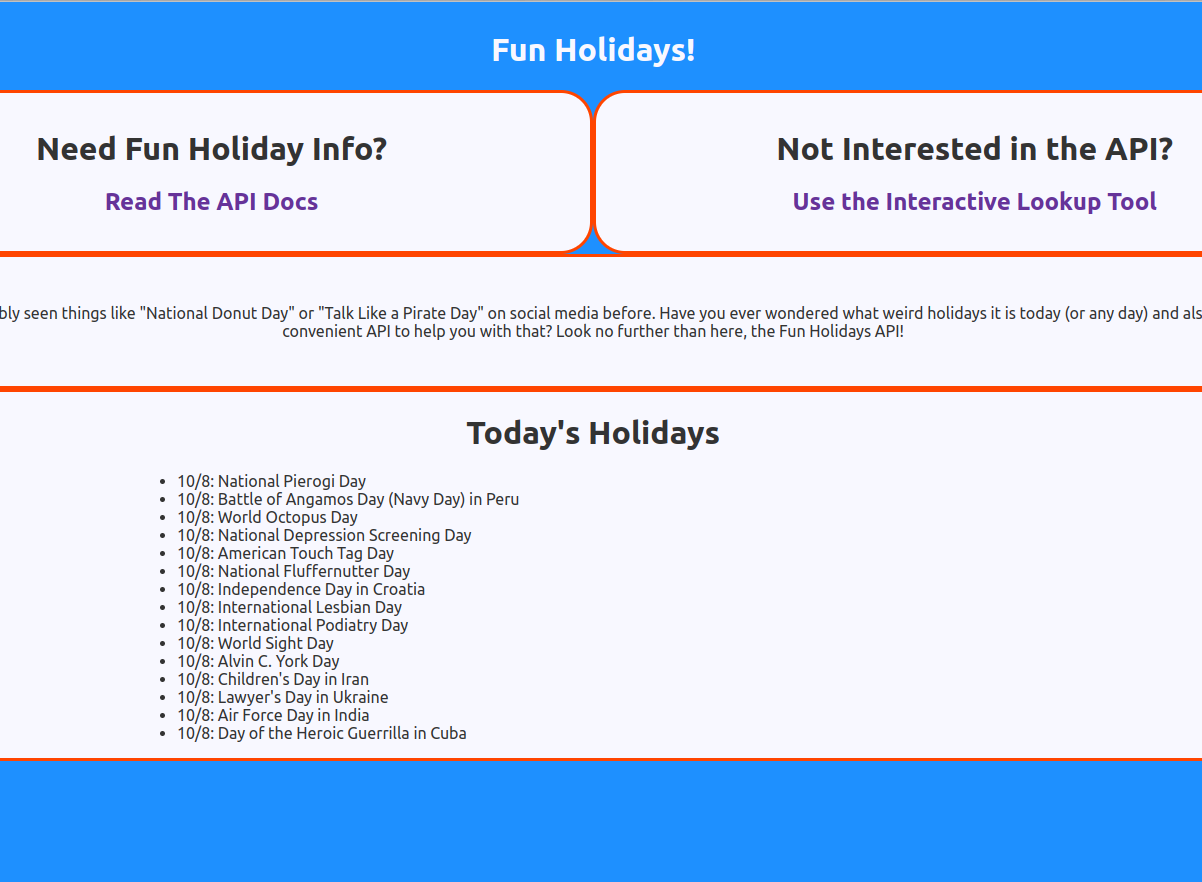 Fun Holidays!
Need Fun Holiday Info?
Read The API Docs
Not Interested in the API?
Use the Interactive Lookup Tool
seen things like "National Donut Day" or "Talk Like a Pirate Day" on social media before. Have you ever wondered what weird holidays it is today (or any day) and
convenient API to help you with that? Look no further than here, the Fun Holidays API!
Today's Holidays
• 10/8: National Pierogi Day
• 10/8: Battle of Angamos Day (Navy Day) in Peru
• 10/8: World Octopus Day
• 10/8: National Depression Screening Day
• 10/8: American Touch Tag Day
• 10/8: National Fluffernutter Day
• 10/8: Independence Day in Croatia
• 10/8: International Lesbian Day
• 10/8: International Podiatry Day
• 10/8: World Sight Day
• 10/8: Alvin C. York Day
• 10/8: Children's Day in Iran
• 10/8: Lawyer's Day in Ukraine
• 10/8: Air Force Day in India
• 10/8: Day of the Heroic Guerrilla in Cuba